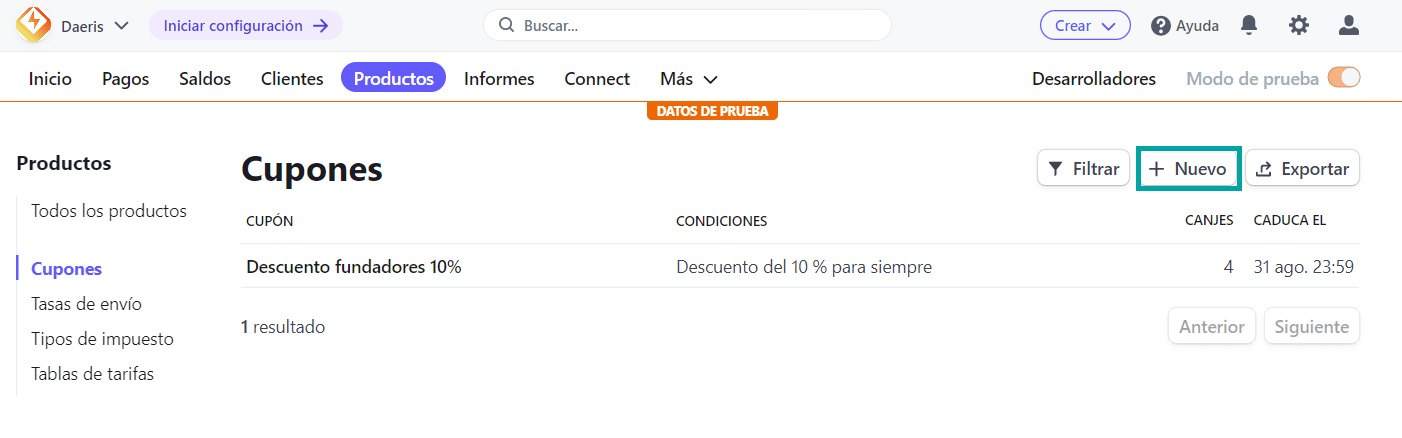 Daeris Iniciar configuración → Buscar... Crear Ayuda
Inicio Pagos Saldos Clientes Productos Informes Connect Más Desarrolladores Modo de prueba
DATOS DE PRUEBA
Productos
Todos los productos
Cupones
Tasas de envío
Tipos de impuesto
Tablas de tarifas
Cupones Filtrar + Nuevo Exportar
CUPÓN CONDICIONES CANJES CADUCA EL
Descuento fundadores 10% Descuento del 10 % para siempre 4 31 ago. 23:59
1 resultado Anterior Siguiente